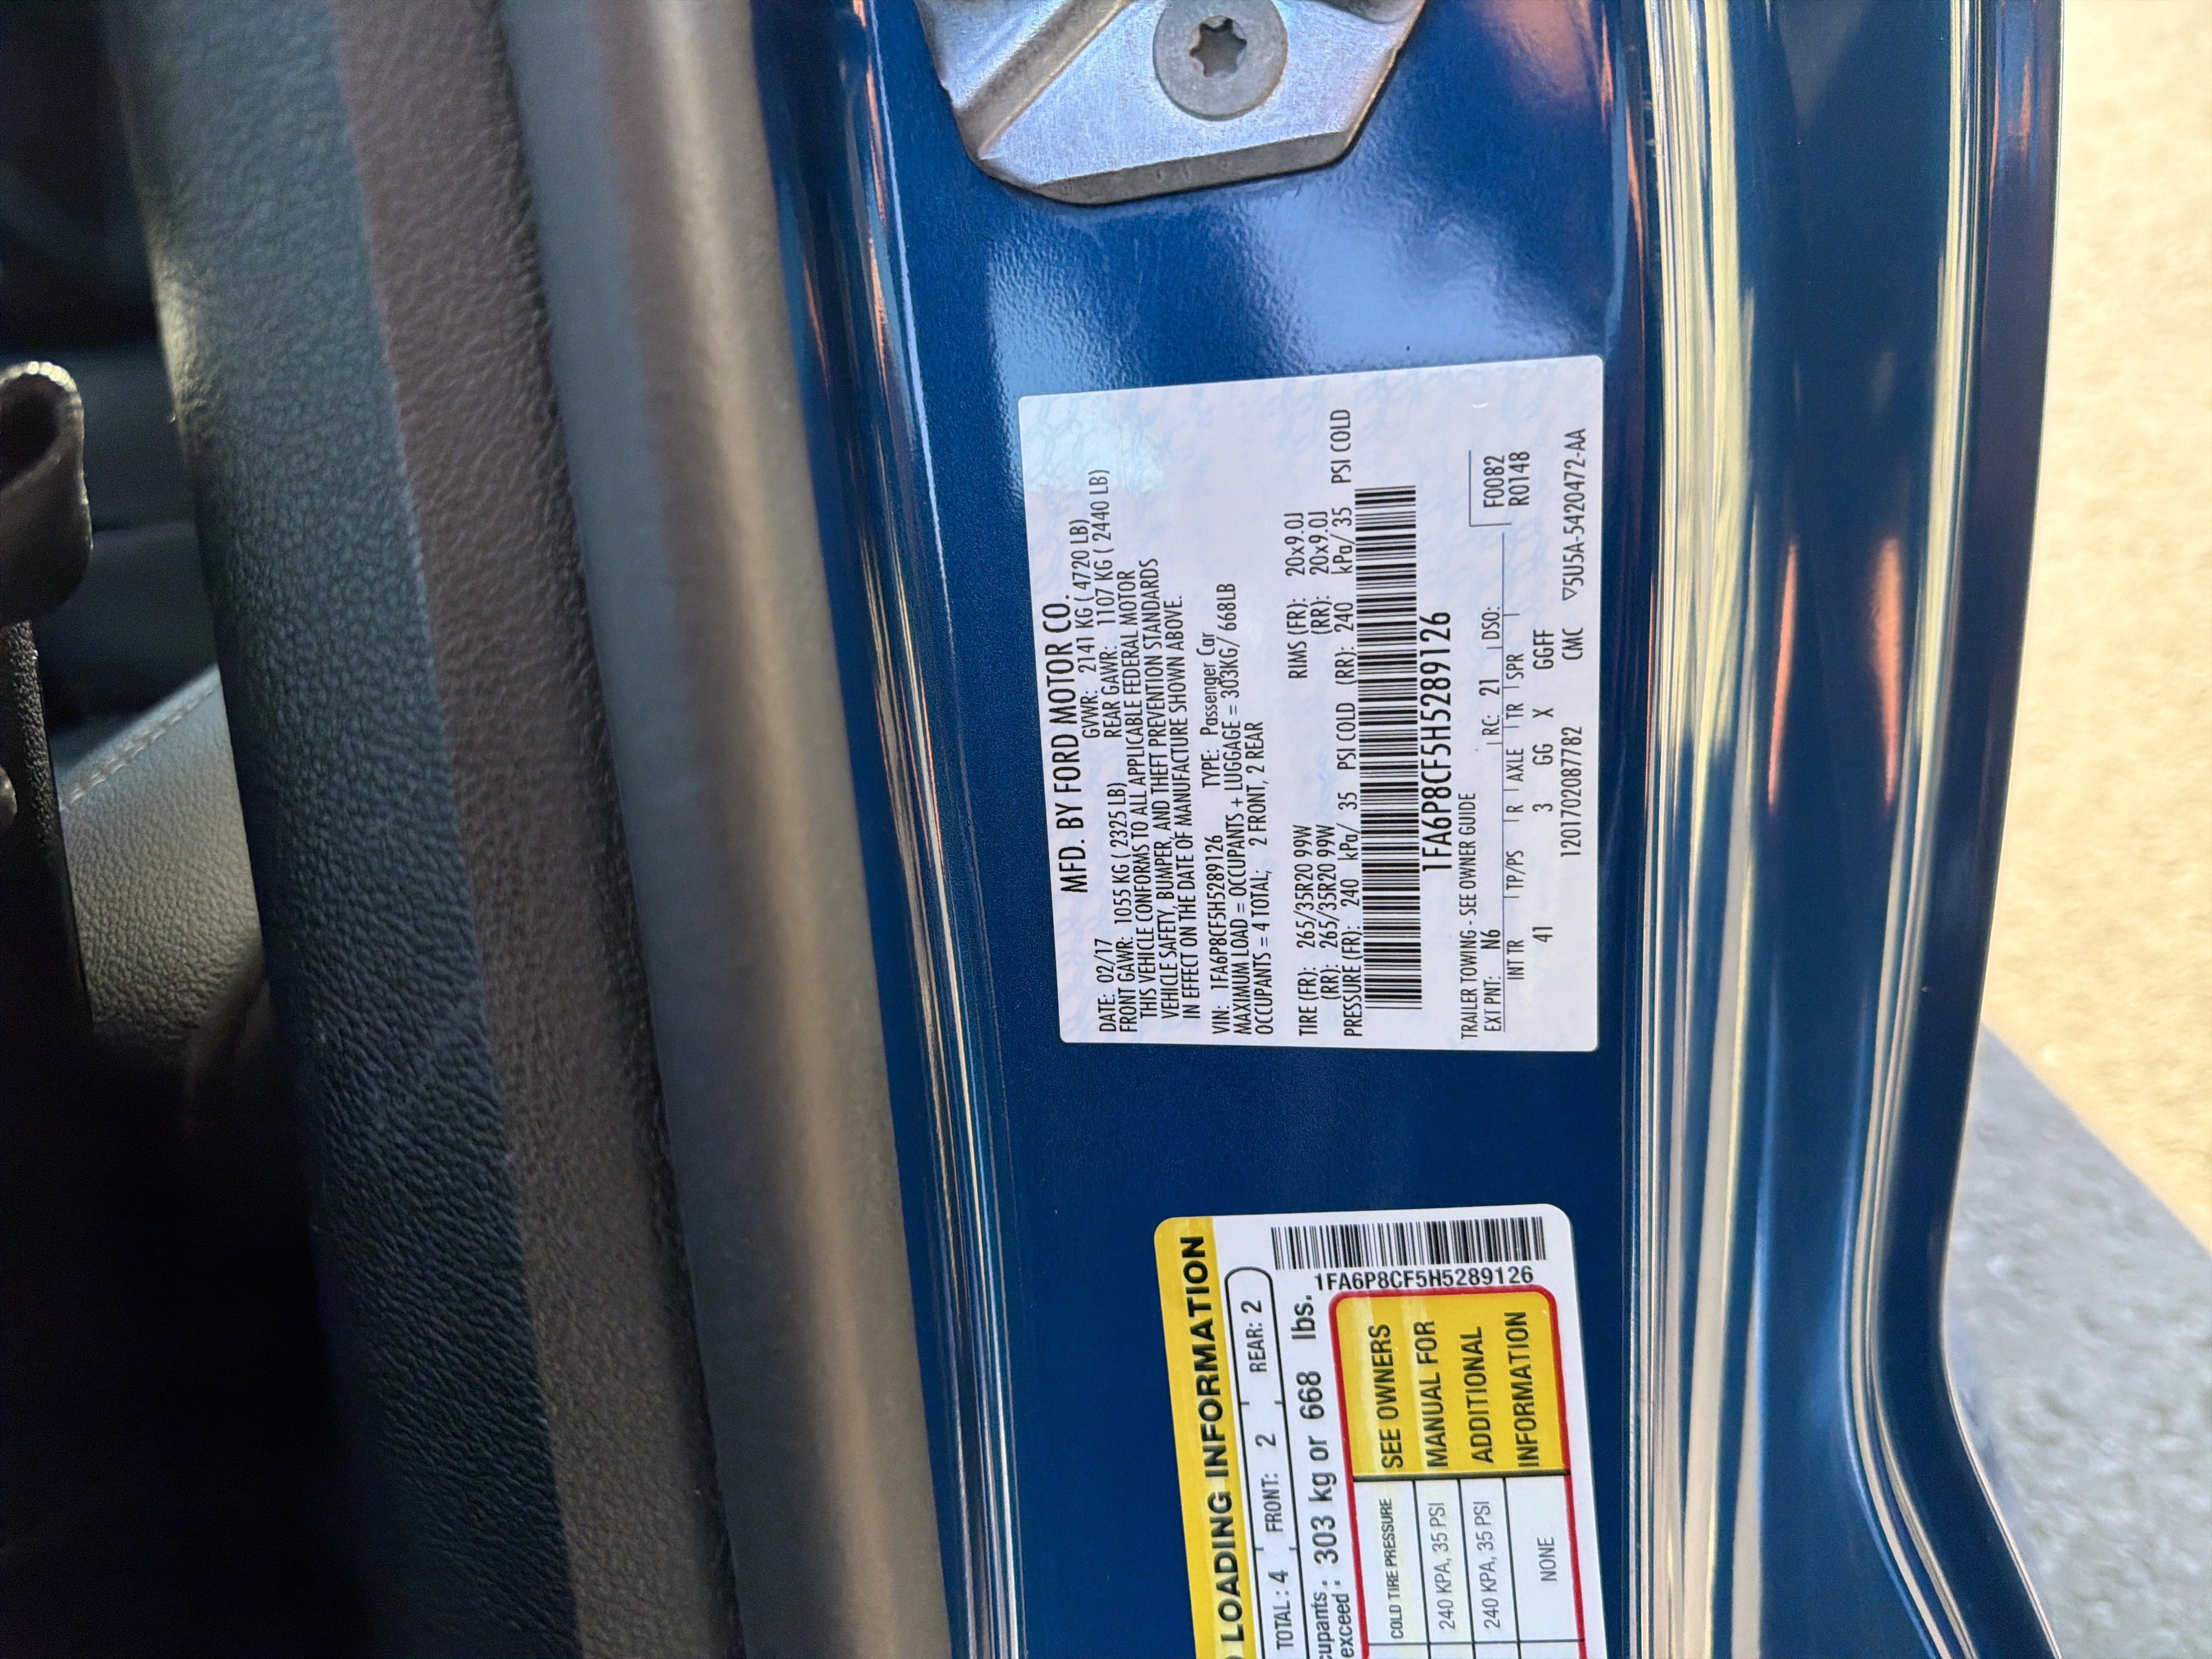 MFD. BY FORD MOTOR CO.
DATE: 02/17 GVWR: 2141 KG ( 4720 LB)
FRONT GAWR: 1055 KG ( 2325 LB) REAR GAWR: 1107 KG ( 2440 LB)
THIS VEHICLE CONFORMS TO ALL APPLICABLE FEDERAL MOTOR
VEHICLE SAFETY, BUMPER, AND THEFT PREVENTION STANDARDS
IN EFFECT ON THE DATE OF MANUFACTURE SHOWN ABOVE.
VIN: 1FA6P8CF5H5289126 TYPE: Passenger Car
MAXIMUM LOAD = OCCUPANTS + LUGGAGE = 303KG/ 668LB
OCCUPANTS = 4 TOTAL; 2 FRONT, 2 REAR
TIRE (FR): 265/35R20 99W RIMS (FR): 20x9.0J
(RR): 265/35R20 99W (RR): 20x9.0J
PRESSURE (FR): 240 kPa/ 35 PSI COLD (RR): 240 kPa/ 35 PSI COLD
1FA6P8CF5H5289126
TRAILER TOWING - SEE OWNER GUIDE
EXT PNT: N6 RC: 21 DSO: F0082
INT TR TP/PS R AXLE TR SPR R0148
41 3 GG X GGFF
1201702087782 CMC ▽5U5A-5420472-AA
LOADING INFORMATION
TOTAL : 4 FRONT: 2 REAR: 2
cupants exceed 303 kg or 668 lbs.
1FA6P8CF5H5289126
COLD TIRE PRESSURE
240 KPA, 35 PSI
240 KPA, 35 PSI
NONE
SEE OWNERS
MANUAL FOR
ADDITIONAL
INFORMATION